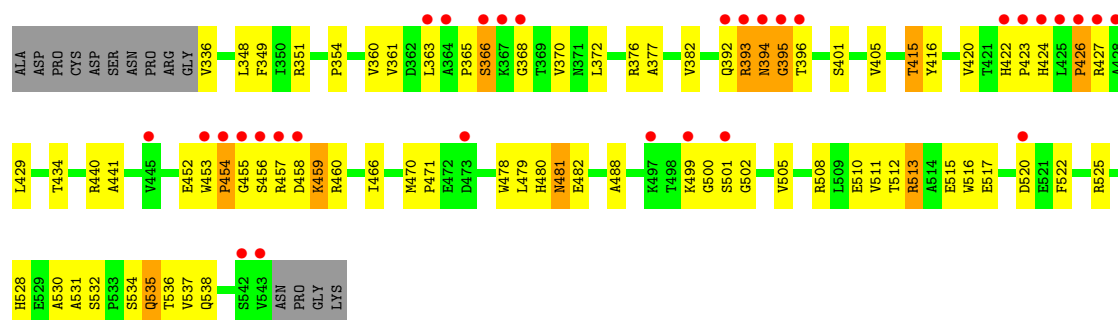 ALA ASP PRO CYS ASP SER ASN PRO ARG GLY V336 L348 F349 I350 R351 P354 V360 V361 D362 L363 A364 P365 S366 K367 G368 T369 V370 N371 L372 R376 A377 V382 Q392 R393 N394 G395 T396 S401 V405 T415 Y416 V420 T421 H422 P423 H424 L425 P426 R427 A428
L429 T434 R440 A441 V445 E452 W453 P454 G455 S456 R457 D458 K459 R460 I466 M470 P471 E472 D473 W478 L479 H480 N481 E482 A488 K497 T498 K499 G500 S501 G502 V505 R508 L509 E510 V511 T512 R513 A514 E515 W516 E517 D520 E521 F522 R525
H528 E529 A530 A531 S532 P533 S534 Q535 T536 V537 Q538 S542 V543 ASN PRO GLY LYS